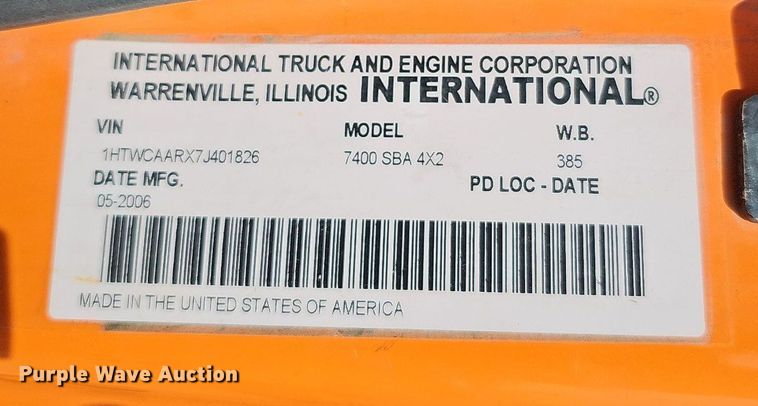 INTERNATIONAL TRUCK AND ENGINE CORPORATION
WARRENVILLE, ILLINOIS INTERNATIONAL®
VIN MODEL W.B.
1HTWCAARX7J401826 7400 SBA 4X2 385
DATE MFG. PD LOC - DATE
05-2006
MADE IN THE UNITED STATES OF AMERICA
Purple Wave Auction